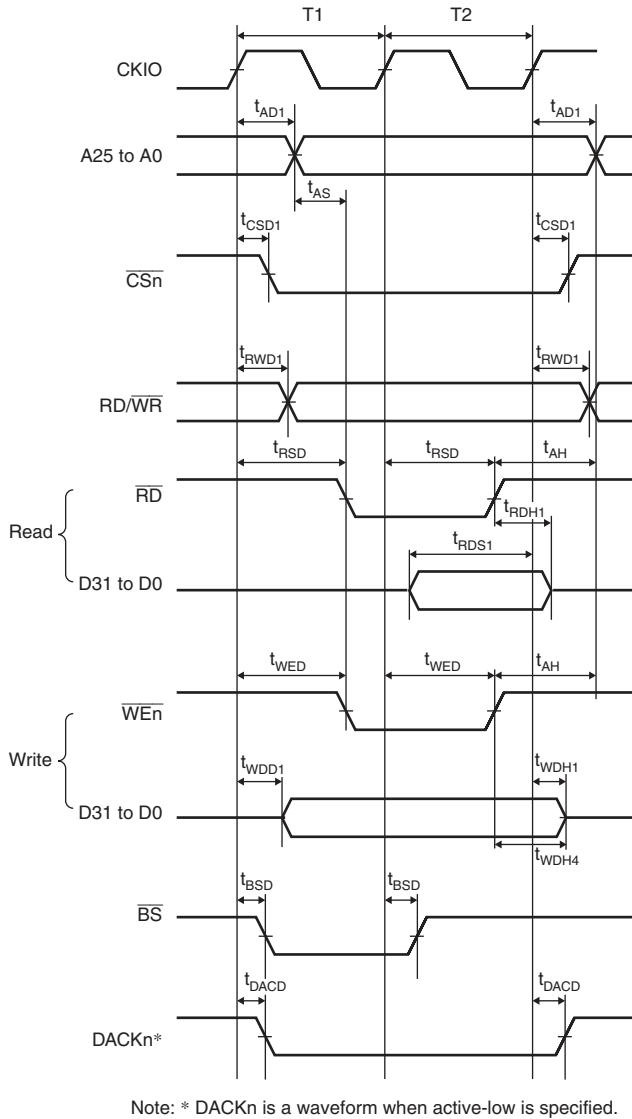 T1 T2
CKIO
tAD1 tAD1
A25 to A0
tAS
tCSD1 tCSD1
CSn
tRWD1 tRWD1
RD/WR
tRSD tRSD tAH
RD
tRDH1
Read
tRDS1
D31 to D0
tWED tWED tAH
WEn
Write
tWDD1 tWDH1
D31 to D0
tWDH4
tBSD tBSD
BS
tDACD tDACD
DACKn*
Note: * DACKn is a waveform when active-low is specified.